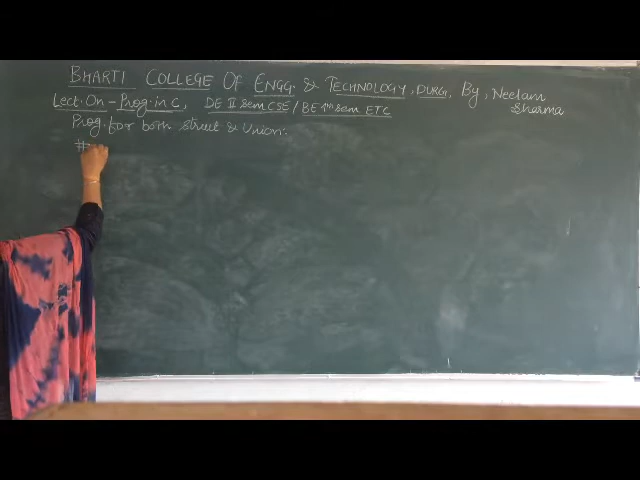 BHARTI COLLEGE OF ENGG. & TECHNOLOGY, DURG, By, Neelam Sharma
Lect. On - Prog. in C, DE II sem CSE / BE sem ETC
Prog. for both struct & Union.
#